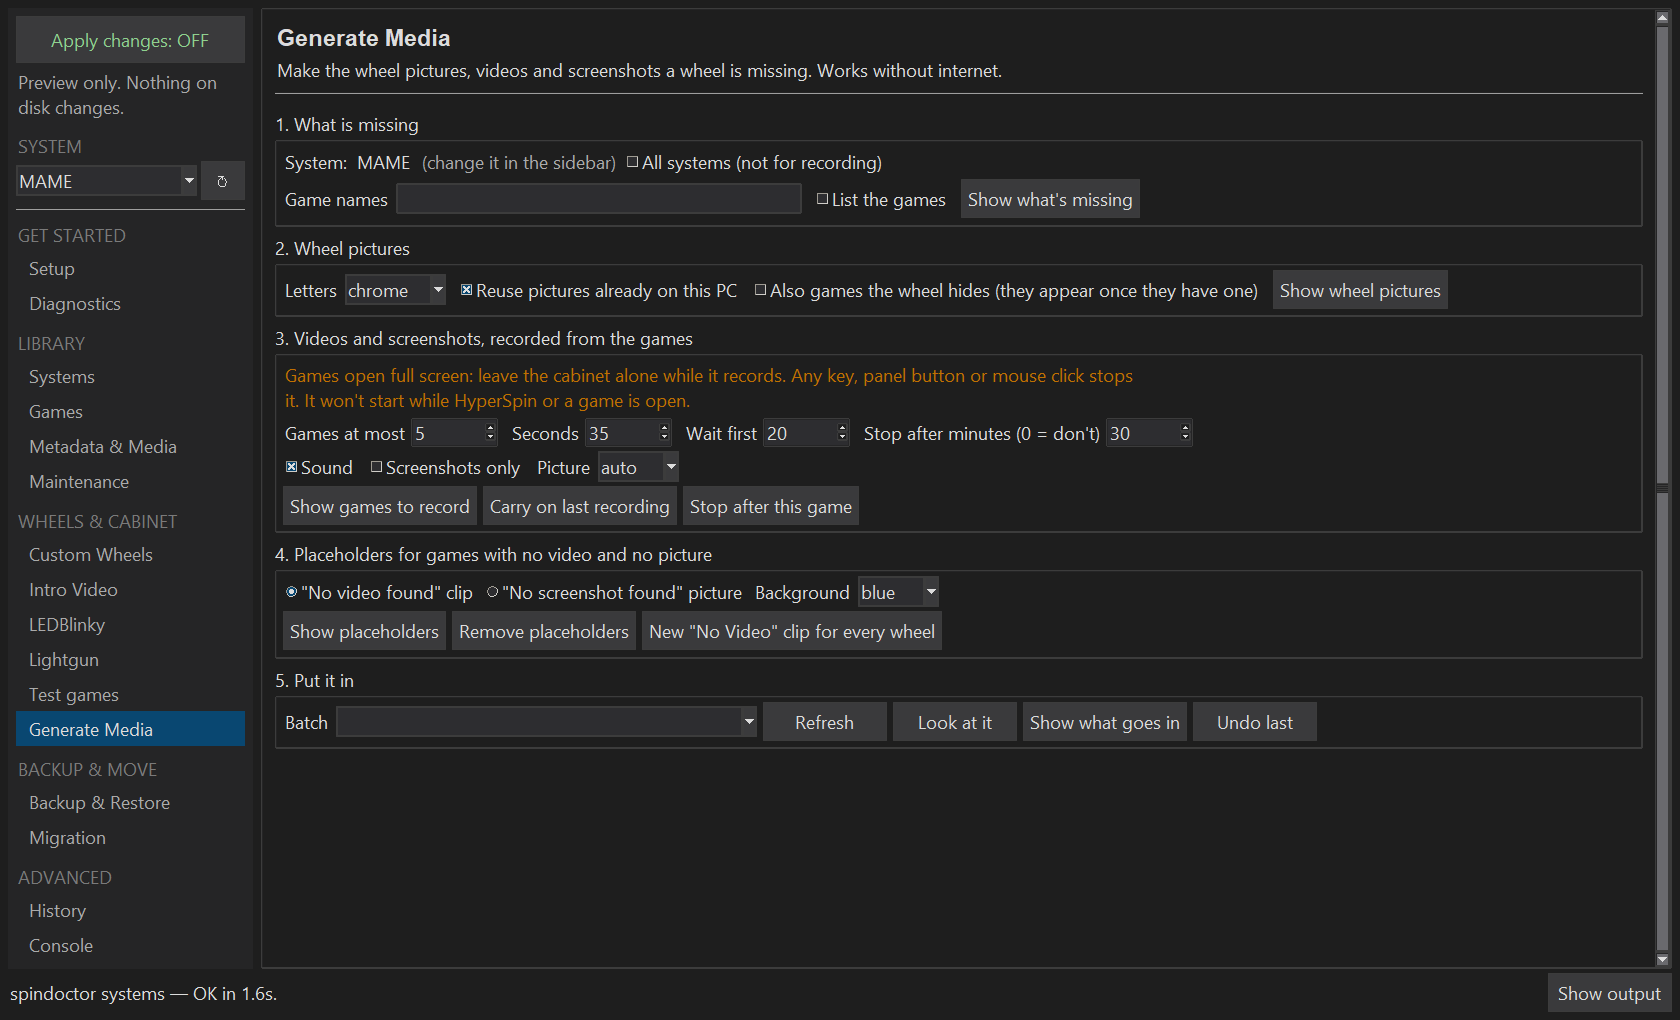 Apply changes: OFF
Preview only. Nothing on
disk changes.
SYSTEM
MAME
GET STARTED
Setup
Diagnostics
LIBRARY
Systems
Games
Metadata & Media
Maintenance
WHEELS & CABINET
Custom Wheels
Intro Video
LEDBlinky
Lightgun
Test games
Generate Media
BACKUP & MOVE
Backup & Restore
Migration
ADVANCED
History
Console
Generate Media
Make the wheel pictures, videos and screenshots a wheel is missing. Works without internet.
1. What is missing
System: MAME (change it in the sidebar) All systems (not for recording)
Game names List the games Show what's missing
2. Wheel pictures
Letters chrome Reuse pictures already on this PC Also games the wheel hides (they appear once they have one) Show wheel pictures
3. Videos and screenshots, recorded from the games
Games open full screen: leave the cabinet alone while it records. Any key, panel button or mouse click stops
it. It won't start while HyperSpin or a game is open.
Games at most 5 Seconds 35 Wait first 20 Stop after minutes (0 = don't) 30
Sound Screenshots only Picture auto
Show games to record Carry on last recording Stop after this game
4. Placeholders for games with no video and no picture
"No video found" clip "No screenshot found" picture Background blue
Show placeholders Remove placeholders New "No Video" clip for every wheel
5. Put it in
Batch Refresh Look at it Show what goes in Undo last
spindoctor systems — OK in 1.6s.
Show output